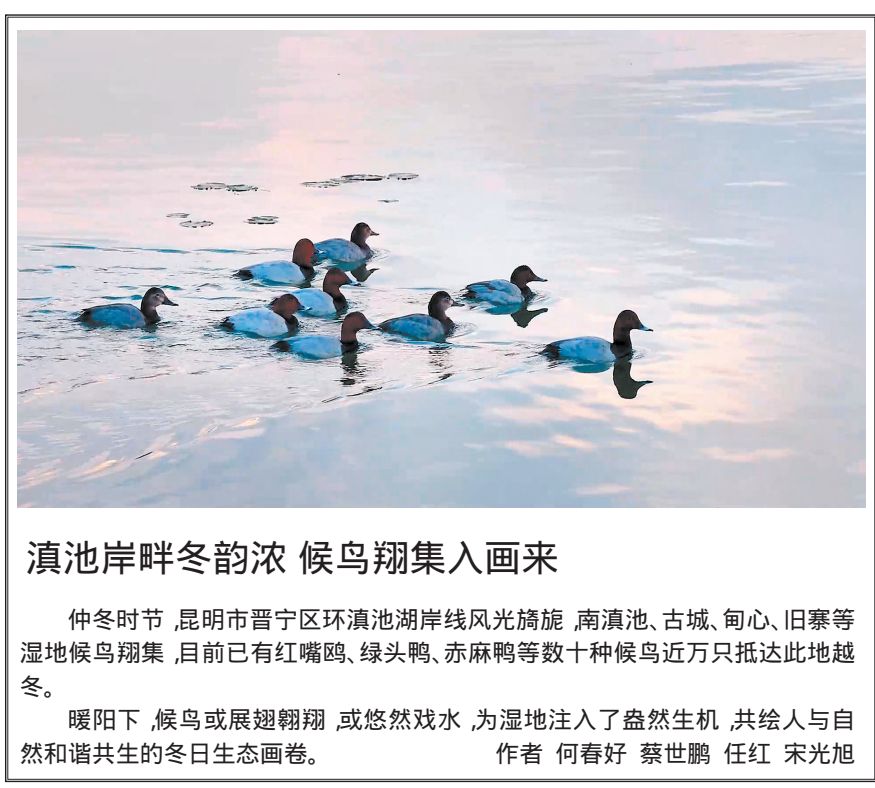 滇池岸畔冬韵浓 候鸟翔集入画来
仲冬时节,昆明市晋宁区环滇池湖岸线风光旖旎,南滇池、古城、甸心、旧寨等
湿地候鸟翔集,目前已有红嘴鸥、绿头鸭、赤麻鸭等数十种候鸟近万只抵达此地越
冬。
暖阳下,候鸟或展翅翱翔,或悠然戏水,为湿地注入了盎然生机,共绘人与自
然和谐共生的冬日生态画卷。 作者 何春好 蔡世鹏 任红 宋光旭